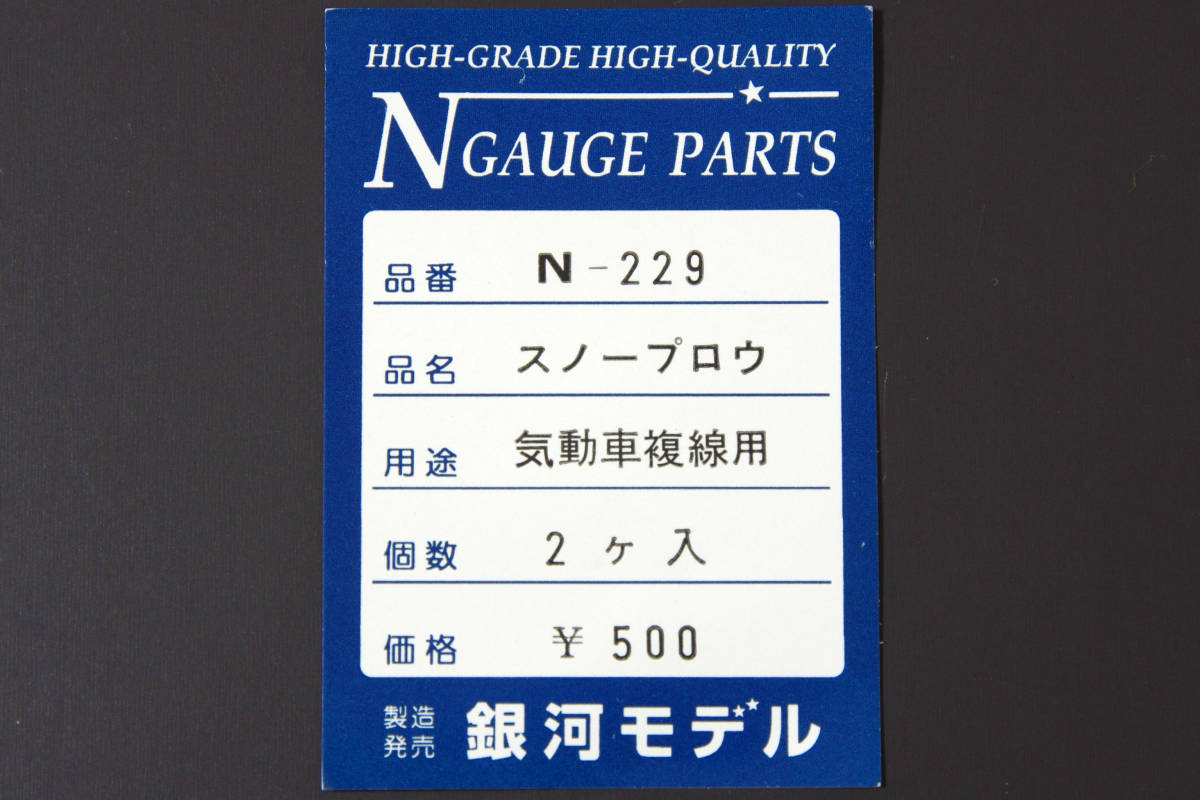 HIGH-GRADE HIGH-QUALITY
N GAUGE PARTS
品番 N-229
品名 スノープロウ
用途 気動車複線用
個数 2ヶ入
価格 ¥500
製造
発売 銀河モデル